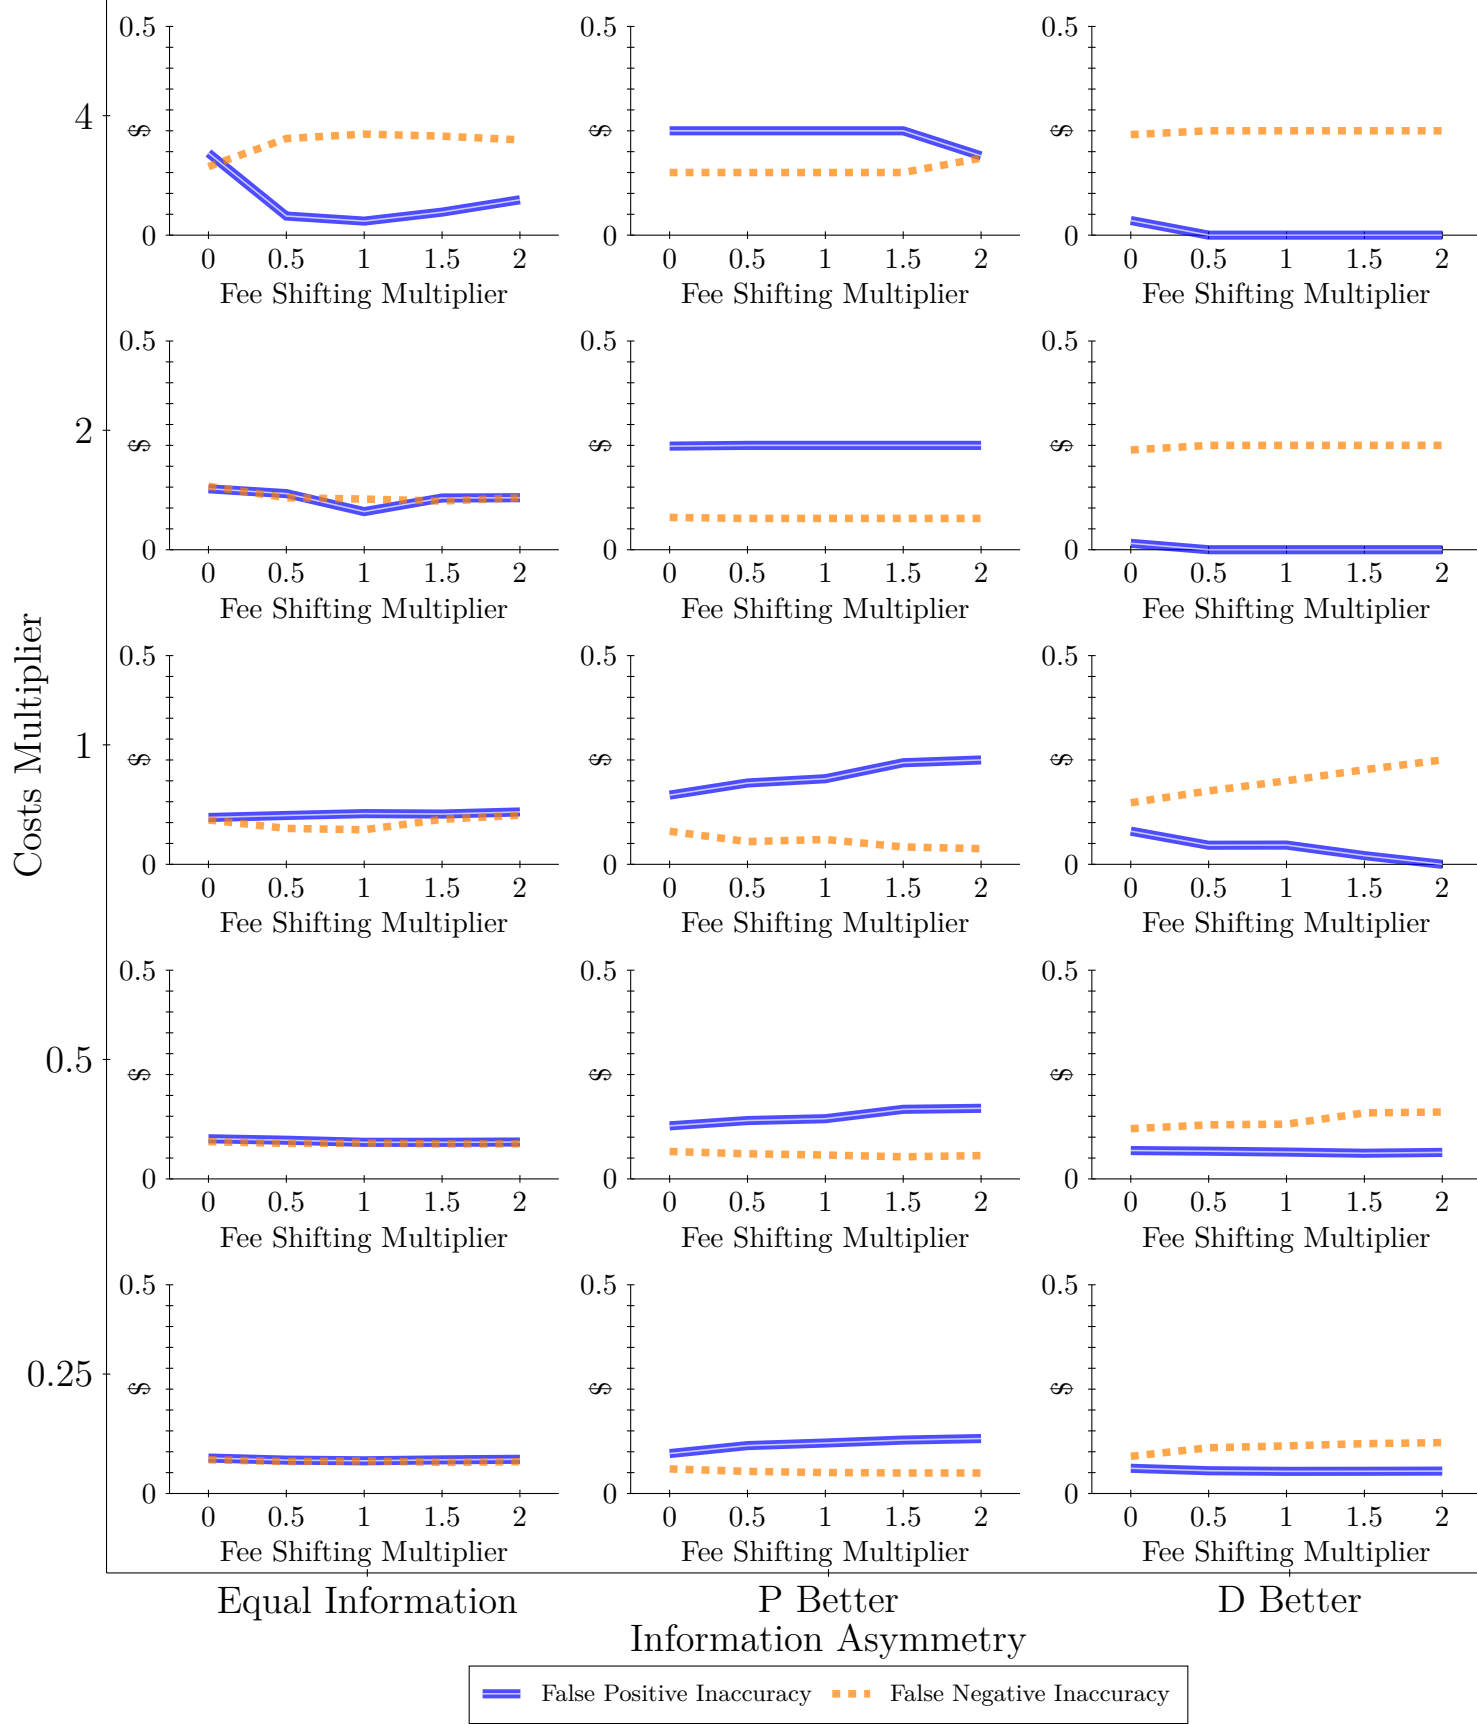 Costs Multiplier
4
0.5 0.5 0.5
$ $ $
0 0 0
0 0.5 1 1.5 2 0 0.5 1 1.5 2 0 0.5 1 1.5 2
Fee Shifting Multiplier Fee Shifting Multiplier Fee Shifting Multiplier
2
0.5 0.5 0.5
$ $ $
0 0 0
0 0.5 1 1.5 2 0 0.5 1 1.5 2 0 0.5 1 1.5 2
Fee Shifting Multiplier Fee Shifting Multiplier Fee Shifting Multiplier
1
0.5 0.5 0.5
$ $ $
0 0 0
0 0.5 1 1.5 2 0 0.5 1 1.5 2 0 0.5 1 1.5 2
Fee Shifting Multiplier Fee Shifting Multiplier Fee Shifting Multiplier
0.5
0.5 0.5 0.5
$ $ $
0 0 0
0 0.5 1 1.5 2 0 0.5 1 1.5 2 0 0.5 1 1.5 2
Fee Shifting Multiplier Fee Shifting Multiplier Fee Shifting Multiplier
0.25
0.5 0.5 0.5
$ $ $
0 0 0
0 0.5 1 1.5 2 0 0.5 1 1.5 2 0 0.5 1 1.5 2
Fee Shifting Multiplier Fee Shifting Multiplier Fee Shifting Multiplier
Equal Information P Better D Better
Information Asymmetry
False Positive Inaccuracy False Negative Inaccuracy